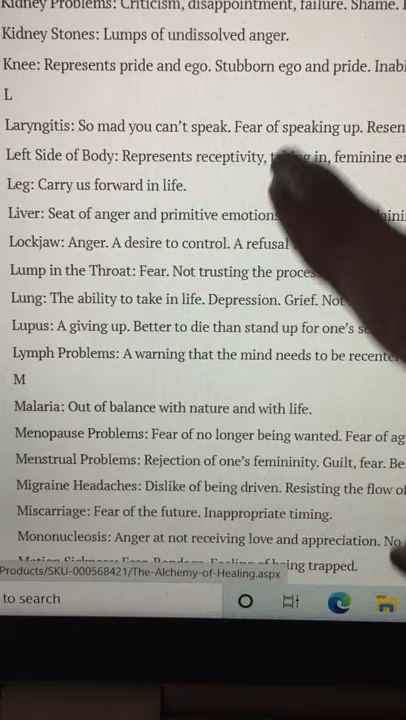 Kidney Problems: Criticism, disappointment, failure. Shame.
Kidney Stones: Lumps of undissolved anger.
Knee: Represents pride and ego. Stubborn ego and pride.
L
Laryngitis: So mad you can't speak. Fear of speaking up.
Left Side of Body: Represents receptivity, in, feminine
Leg: Carry us forward in life.
Liver: Seat of anger and primitive emotions
Lockjaw: Anger. A desire to control. A refusal
Lump in the Throat: Fear. Not trusting the
Lung: The ability to take in life. Depression. Grief. Not
Lupus: A giving up. Better to die than stand up for one's
Lymph Problems: A warning that the mind needs to be
M
Malaria: Out of balance with nature and with life.
Menopause Problems: Fear of no longer being wanted. Fear of
Menstrual Problems: Rejection of one's femininity. Guilt, fear.
Migraine Headaches: Dislike of being driven. Resisting the flow of
Miscarriage: Fear of the future. Inappropriate timing.
Mononucleosis: Anger at not receiving love and appreciation. No
being trapped.
Products/SKU-000568421/The-Alchemy-of-Healing.aspx
to search